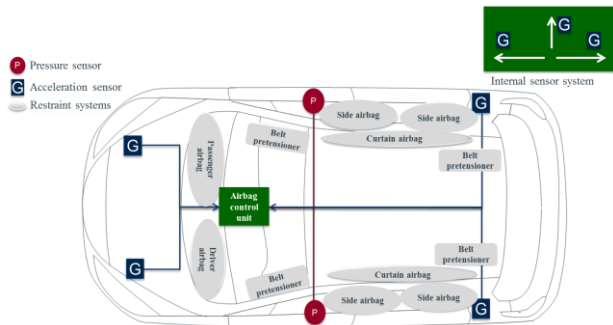 G
G
G
Internal sensor system
P Pressure sensor
G Acceleration sensor
Restraint systems
P
G
Side airbag
Side airbag
Belt
pretensioner
Curtain airbag
G
Passenger
airbag
Belt
pretensioner
Airbag
control
unit
Driver
airbag
Belt
pretensioner
G
Belt
pretensioner
Curtain airbag
Side airbag
Side airbag
P
G